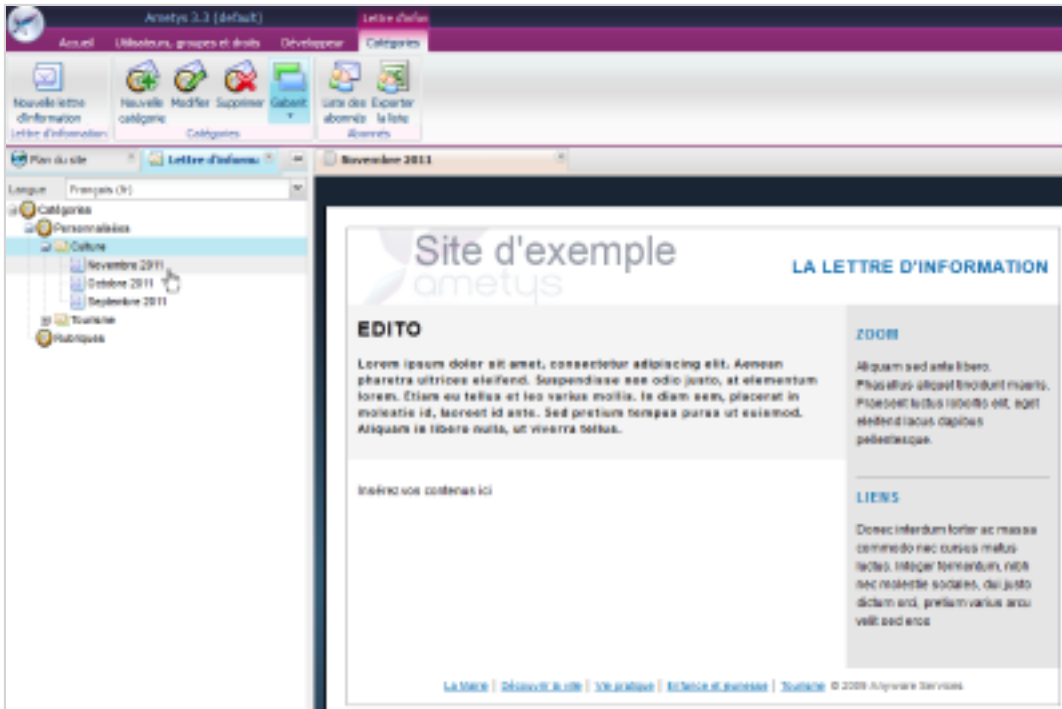 Ametys 3.3 (default)
Lettre d'infor
Accueil Utilisateurs, groupes et droits Développeur Catégories
Nouvelle lettre
d'information
Nouvelle
catégorie
Modifier Supprimer Gabarit
Liste des
abonnés
Exporter
la liste
Lettre d'information Catégories Abonnés
Plan du site Lettre d'informa Novembre 2011
Langue Français (fr)
Catégories
Personnalisées
Culture
Novembre 2011
Octobre 2011
Septembre 2011
Tourisme
Rubriques
Site d'exemple
ametys
LA LETTRE D'INFORMATION
EDITO
Lorem ipsum dolor sit amet, consectetur adipiscing elit. Aenean
pharetra ultrices eleifend. Suspendisse non odio justo, at elementum
lorem. Etiam eu tellus et leo varius mollis. In diam sem, placerat in
molestie id, laoreet id ante. Sed pretium tempus purus ut euismod.
Aliquam in libero nulla, ut viverra tellus.
Insérez vos contenus ici
ZOOM
Aliquam sed ante libero.
Phasellus aliquet tincidunt mauris.
Praesent luctus lobortis elit, eget
eleifend lacus dapibus
pellentesque.
LIENS
Donec interdum tortor ac massa
commodo nec cursus metus
luctus. Integer fermentum, nibh
nec molestie sodales, dui justo
dictum orci, pretium varius arcu
velit sed eros
La Mairie | Découvrir la ville | Vie pratique | Enfance et jeunesse | Tourisme © 2009 Anyware Services